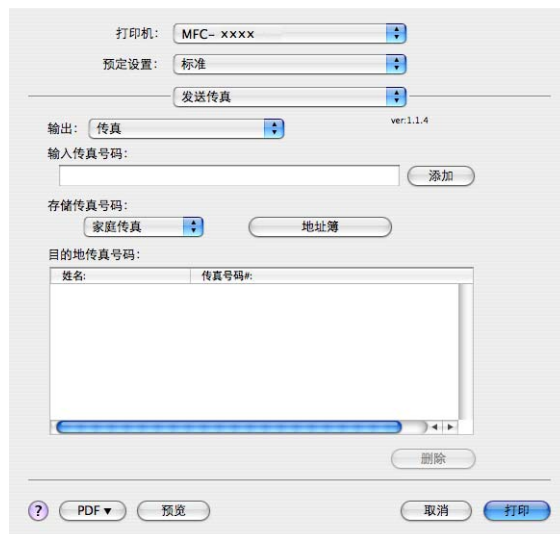 打印机: MFC- xxxx
预定设置: 标准
发送传真
输出: 传真 ver:1.1.4
输入传真号码:
添加
存储传真号码:
家庭传真 地址簿
目的地传真号码:
姓名: 传真号码#:
删除
? PDF▼ 预览 取消 打印